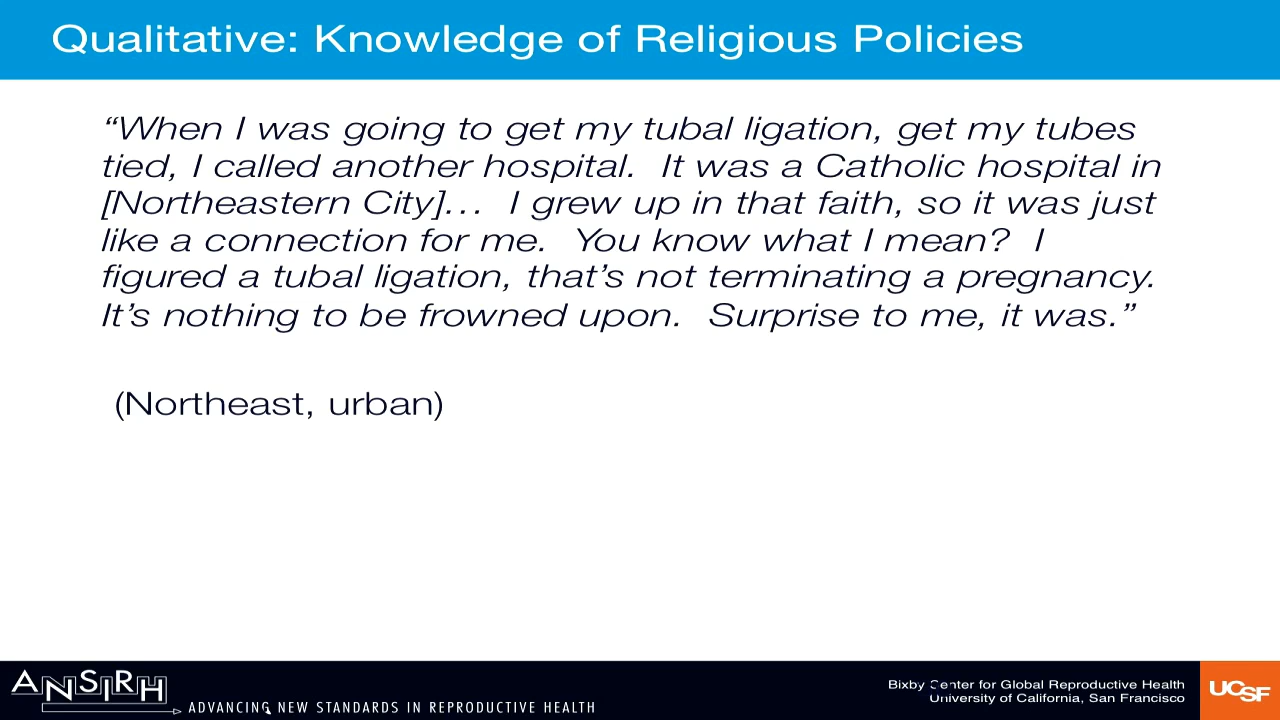 Qualitative: Knowledge of Religious Policies
“When I was going to get my tubal ligation, get my tubes
tied, I called another hospital.  It was a Catholic hospital in
[Northeastern City]…  I grew up in that faith, so it was just
like a connection for me.  You know what I mean?  I
figured a tubal ligation, that’s not terminating a pregnancy.
It’s nothing to be frowned upon.  Surprise to me, it was.”
(Northeast, urban)
ANSIRH
ADVANCING NEW STANDARDS IN REPRODUCTIVE HEALTH
Bixby Center for Global Reproductive Health
University of California, San Francisco
UCSF